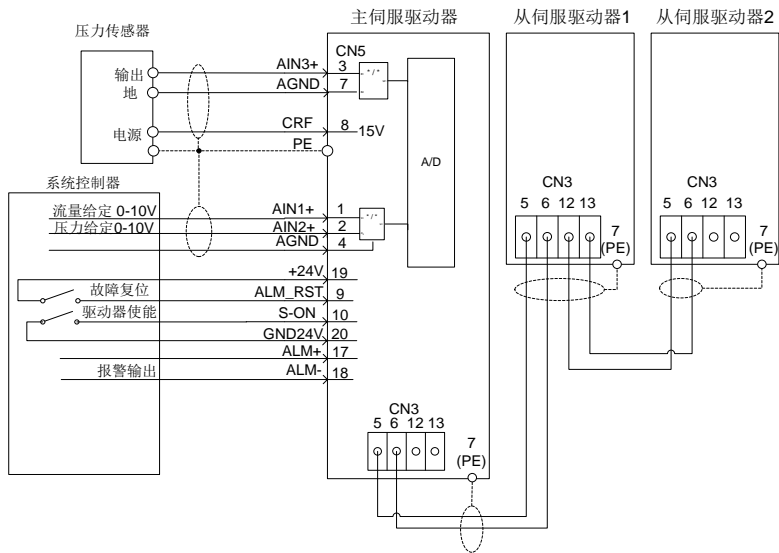 主伺服驱动器
从伺服驱动器1
从伺服驱动器2
压力传感器
CN5
输出
AIN3+
3
地
AGND
7
电源
CRF
8
15V
PE
A/D
系统控制器
流量给定 0-10V
AIN1+
1
压力给定0-10V
AIN2+
2
AGND
4
+24V
19
故障复位
ALM_RST
9
驱动器使能
S-ON
10
GND24V
20
ALM+
17
报警输出
ALM-
18
CN3
5 6 12 13
7
(PE)
CN3
5 6 12 13
7
(PE)
CN3
5 6 12 13
7
(PE)